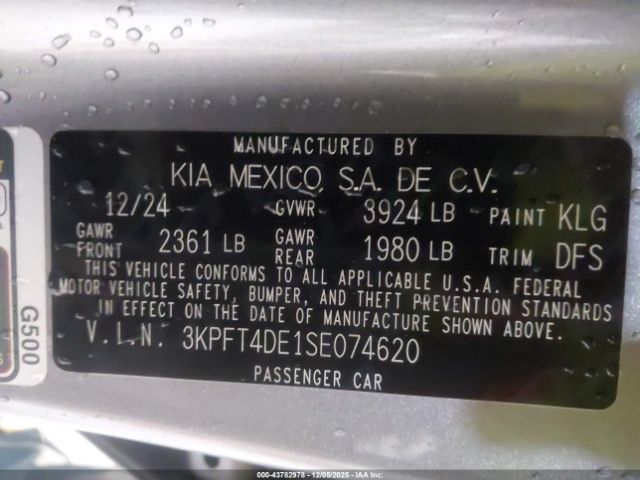 MANUFACTURED BY
KIA MEXICO, S.A. DE C.V.
12/24 GVWR 3924 LB PAINT KLG
GAWR FRONT 2361 LB GAWR REAR 1980 LB TRIM DFS
THIS VEHICLE CONFORMS TO ALL APPLICABLE U.S.A. FEDERAL
MOTOR VEHICLE SAFETY, BUMPER, AND THEFT PREVENTION STANDARDS
IN EFFECT ON THE DATE OF MANUFACTURE SHOWN ABOVE.
V.I.N. 3KPFT4DE1SE074620
PASSENGER CAR
G500
000-43782978 - 12/05/2025 - IAA Inc.